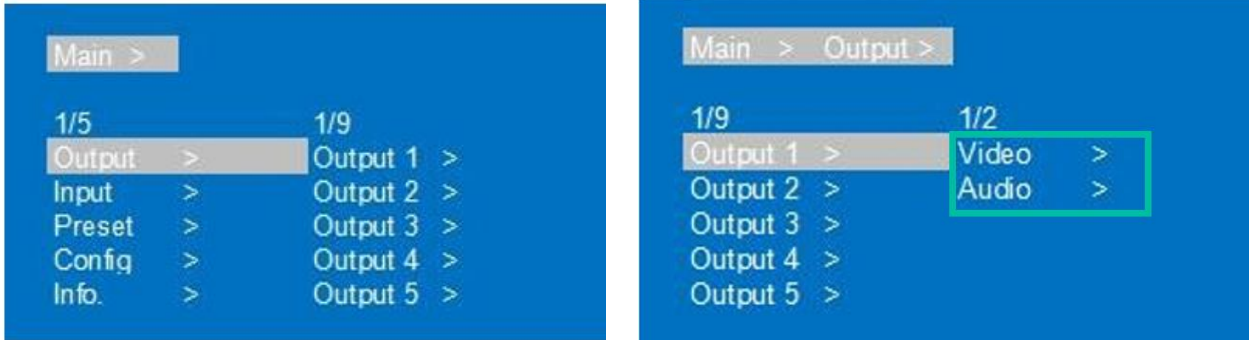 Main >
1/5 1/9
Output > Output 1 >
Input > Output 2 >
Preset > Output 3 >
Config > Output 4 >
Info. > Output 5 >
Main > Output >
1/9 1/2
Output 1 > Video >
Output 2 > Audio >
Output 3 >
Output 4 >
Output 5 >